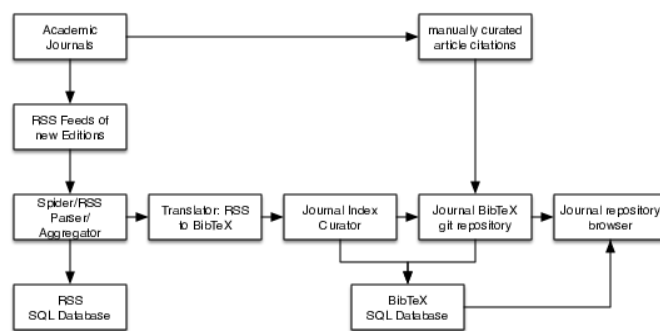 Academic
Journals
manually curated
article citations
RSS Feeds of
new Editions
Spider/RSS
Parser/
Aggregator
Translator: RSS
to BibTeX
Journal Index
Curator
Journal BibTeX
git repository
Journal repository
browser
RSS
SQL Database
BibTeX
SQL Database